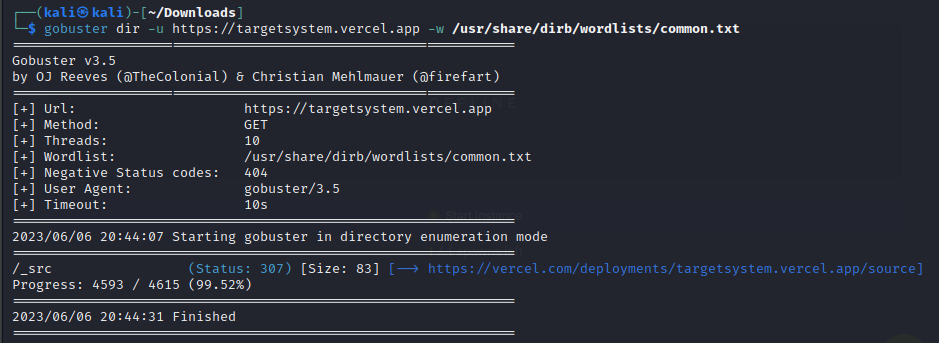 ┌──(kali㉿kali)-[~/Downloads]
└─$ gobuster dir -u https://targetsystem.vercel.app -w /usr/share/dirb/wordlists/common.txt
===============================================================
Gobuster v3.5
by OJ Reeves (@TheColonial) & Christian Mehlmauer (@firefart)
===============================================================
[+] Url: https://targetsystem.vercel.app
[+] Method: GET
[+] Threads: 10
[+] Wordlist: /usr/share/dirb/wordlists/common.txt
[+] Negative Status codes: 404
[+] User Agent: gobuster/3.5
[+] Timeout: 10s
===============================================================
2023/06/06 20:44:07 Starting gobuster in directory enumeration mode
===============================================================
/_src (Status: 307) [Size: 83] [--> https://vercel.com/deployments/targetsystem.vercel.app/source]
Progress: 4593 / 4615 (99.52%)
===============================================================
2023/06/06 20:44:31 Finished
===============================================================